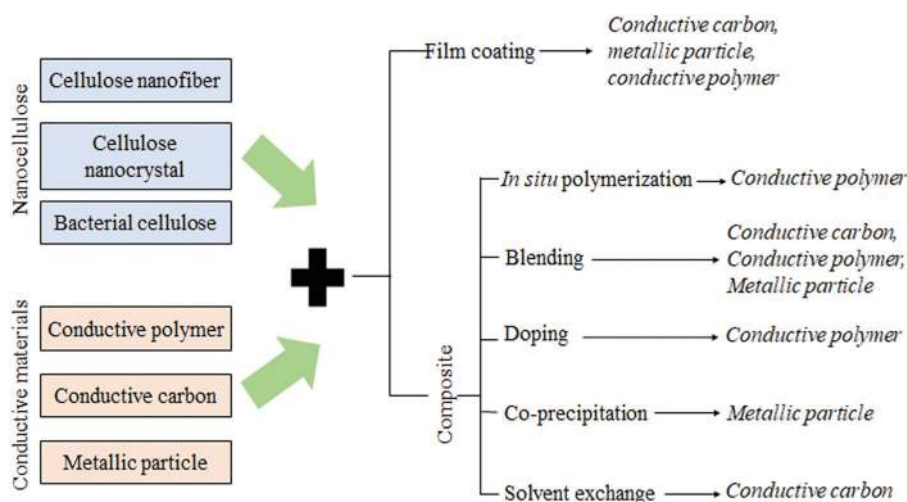 Nanocellulose
Cellulose nanofiber
Cellulose
nanocrystal
Bacterial cellulose
Conductive materials
Conductive polymer
Conductive carbon
Metallic particle
Film coating
Conductive carbon,
metallic particle,
conductive polymer
Composite
In situ polymerization
Conductive polymer
Blending
Conductive carbon,
Conductive polymer,
Metallic particle
Doping
Conductive polymer
Co-precipitation
Metallic particle
Solvent exchange
Conductive carbon